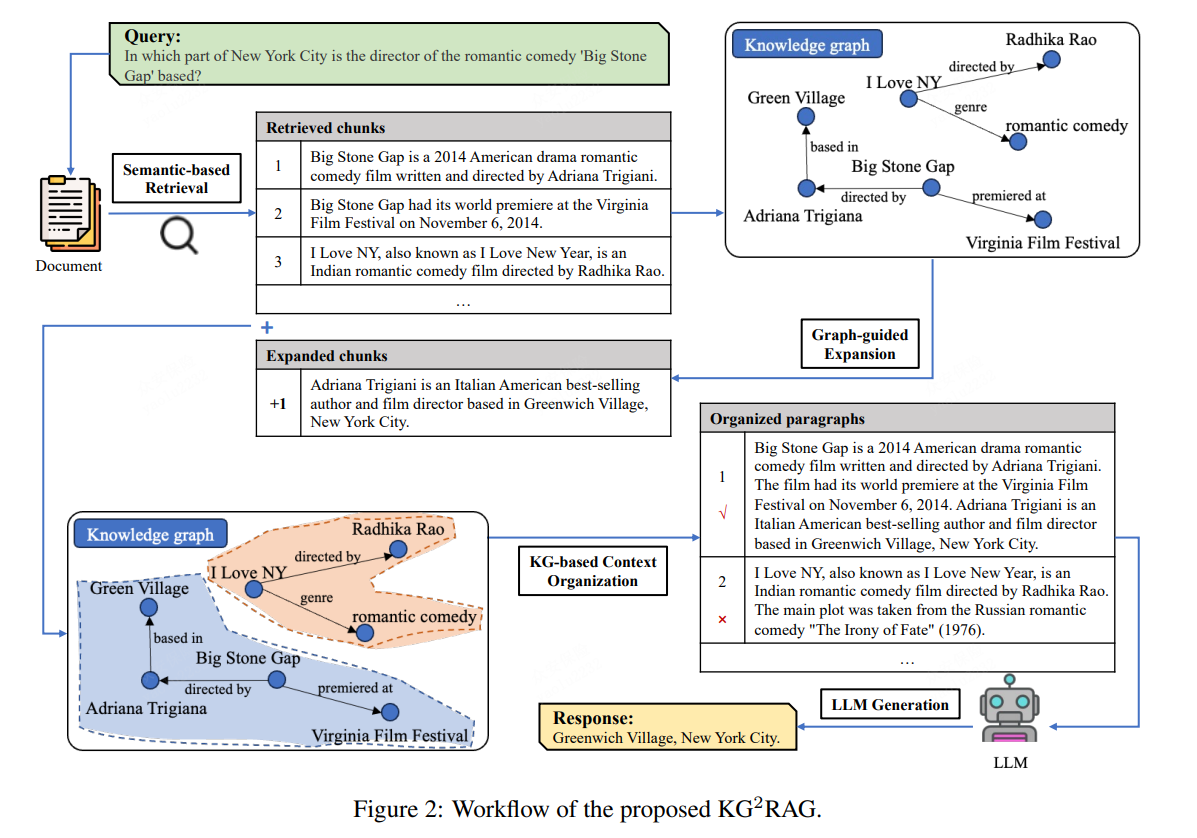 Query:
In which part of New York City is the director of the romantic comedy 'Big Stone
Gap' based?
Document
Semantic-based
Retrieval
Retrieved chunks
1
Big Stone Gap is a 2014 American drama romantic
comedy film written and directed by Adriana Trigiani.
2
Big Stone Gap had its world premiere at the Virginia
Film Festival on November 6, 2014.
3
I Love NY, also known as I Love New Year, is an
Indian romantic comedy film directed by Radhika Rao.
...
Knowledge graph
Radhika Rao
directed by
I Love NY
Green Village
genre
romantic comedy
based in
Big Stone Gap
directed by
premiered at
Adriana Trigiana
Virginia Film Festival
Graph-guided
Expansion
+
Expanded chunks
+1
Adriana Trigiani is an Italian American best-selling
author and film director based in Greenwich Village,
New York City.
Knowledge graph
Radhika Rao
directed by
I Love NY
Green Village
genre
romantic comedy
based in
Big Stone Gap
directed by
premiered at
Adriana Trigiana
Virginia Film Festival
KG-based Context
Organization
Organized paragraphs
1
√
Big Stone Gap is a 2014 American drama romantic
comedy film written and directed by Adriana Trigiani.
The film had its world premiere at the Virginia Film
Festival on November 6, 2014. Adriana Trigiani is an
Italian American best-selling author and film director
based in Greenwich Village, New York City.
2
×
I Love NY, also known as I Love New Year, is an
Indian romantic comedy film directed by Radhika Rao.
The main plot was taken from the Russian romantic
comedy "The Irony of Fate" (1976).
...
LLM
LLM Generation
Response:
Greenwich Village, New York City.
Figure 2: Workflow of the proposed KG²RAG.